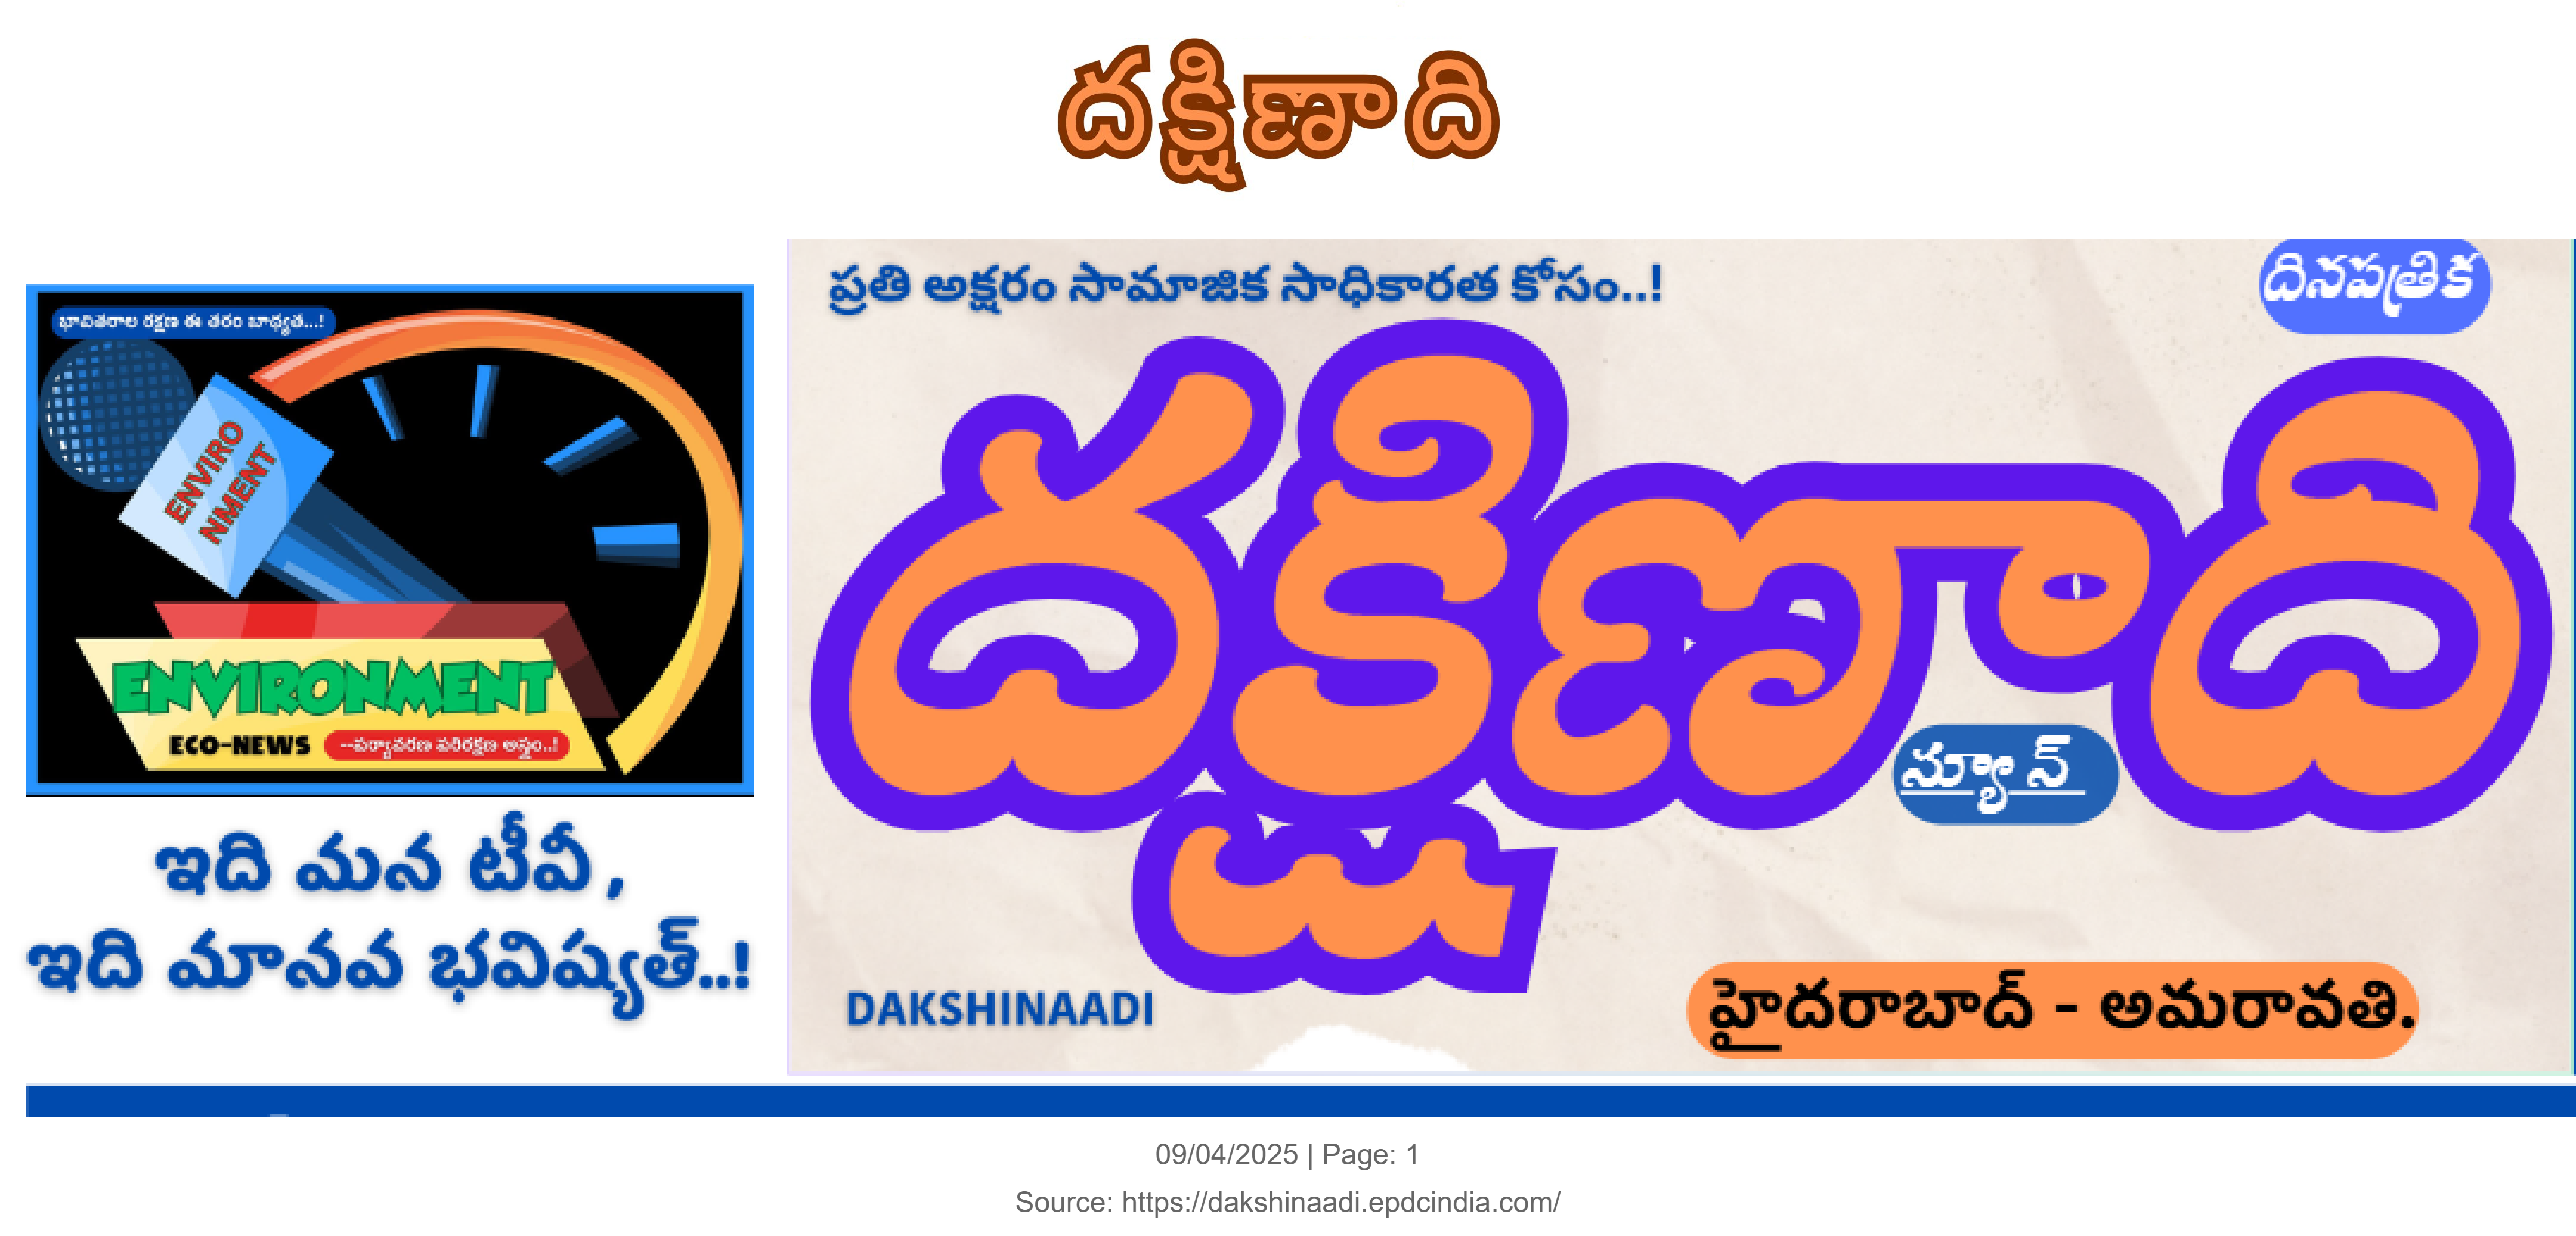 దక్షిణాది
భావితరాల రక్షణ ఈ తరం బాధ్యత...!
ENVIRO
NMENT
ENVIRONMENT
ECO-NEWS --పర్యావరణ పరిరక్షణ అస్త్రం..!
ఇది మన టీవీ,
ఇది మానవ భవిష్యత్..!
ప్రతి అక్షరం సామాజిక సాధికారత కోసం..!
దినపత్రిక
దక్షిణాది
న్యూస్
DAKSHINAADI
హైదరాబాద్ - అమరావతి.
09/04/2025 | Page: 1
Source: https://dakshinaadi.epdcindia.com/